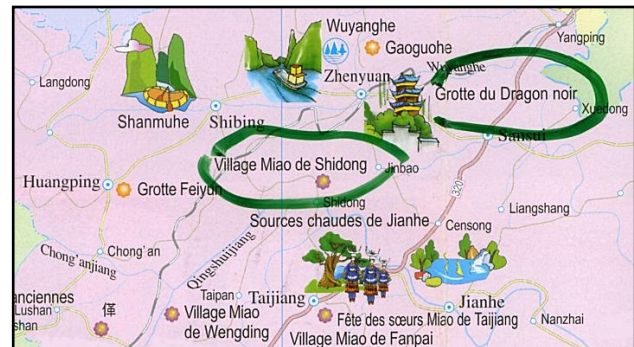 Wuyanghe
Yangping
Gaoguohe
Langdong
Wuyanghe
Zhenyuan
Grotte du Dragon noir
Xuedong
Shanmuhe
Shibing
Sansui
Village Miao de Shidong
Jinbao
Huangping
Grotte Feiyun
320
Shidong
Liangshang
Sources chaudes de Jianhe
Censong
Chong'an
Chong'anjiang
Qingshuijiang
anciennes
Taipan
Taijiang
Jianhe
Lushan
shan
Village Miao
de Wengding
Fête des sœurs Miao de Taijiang
Nanzhai
Village Miao de Fanpai